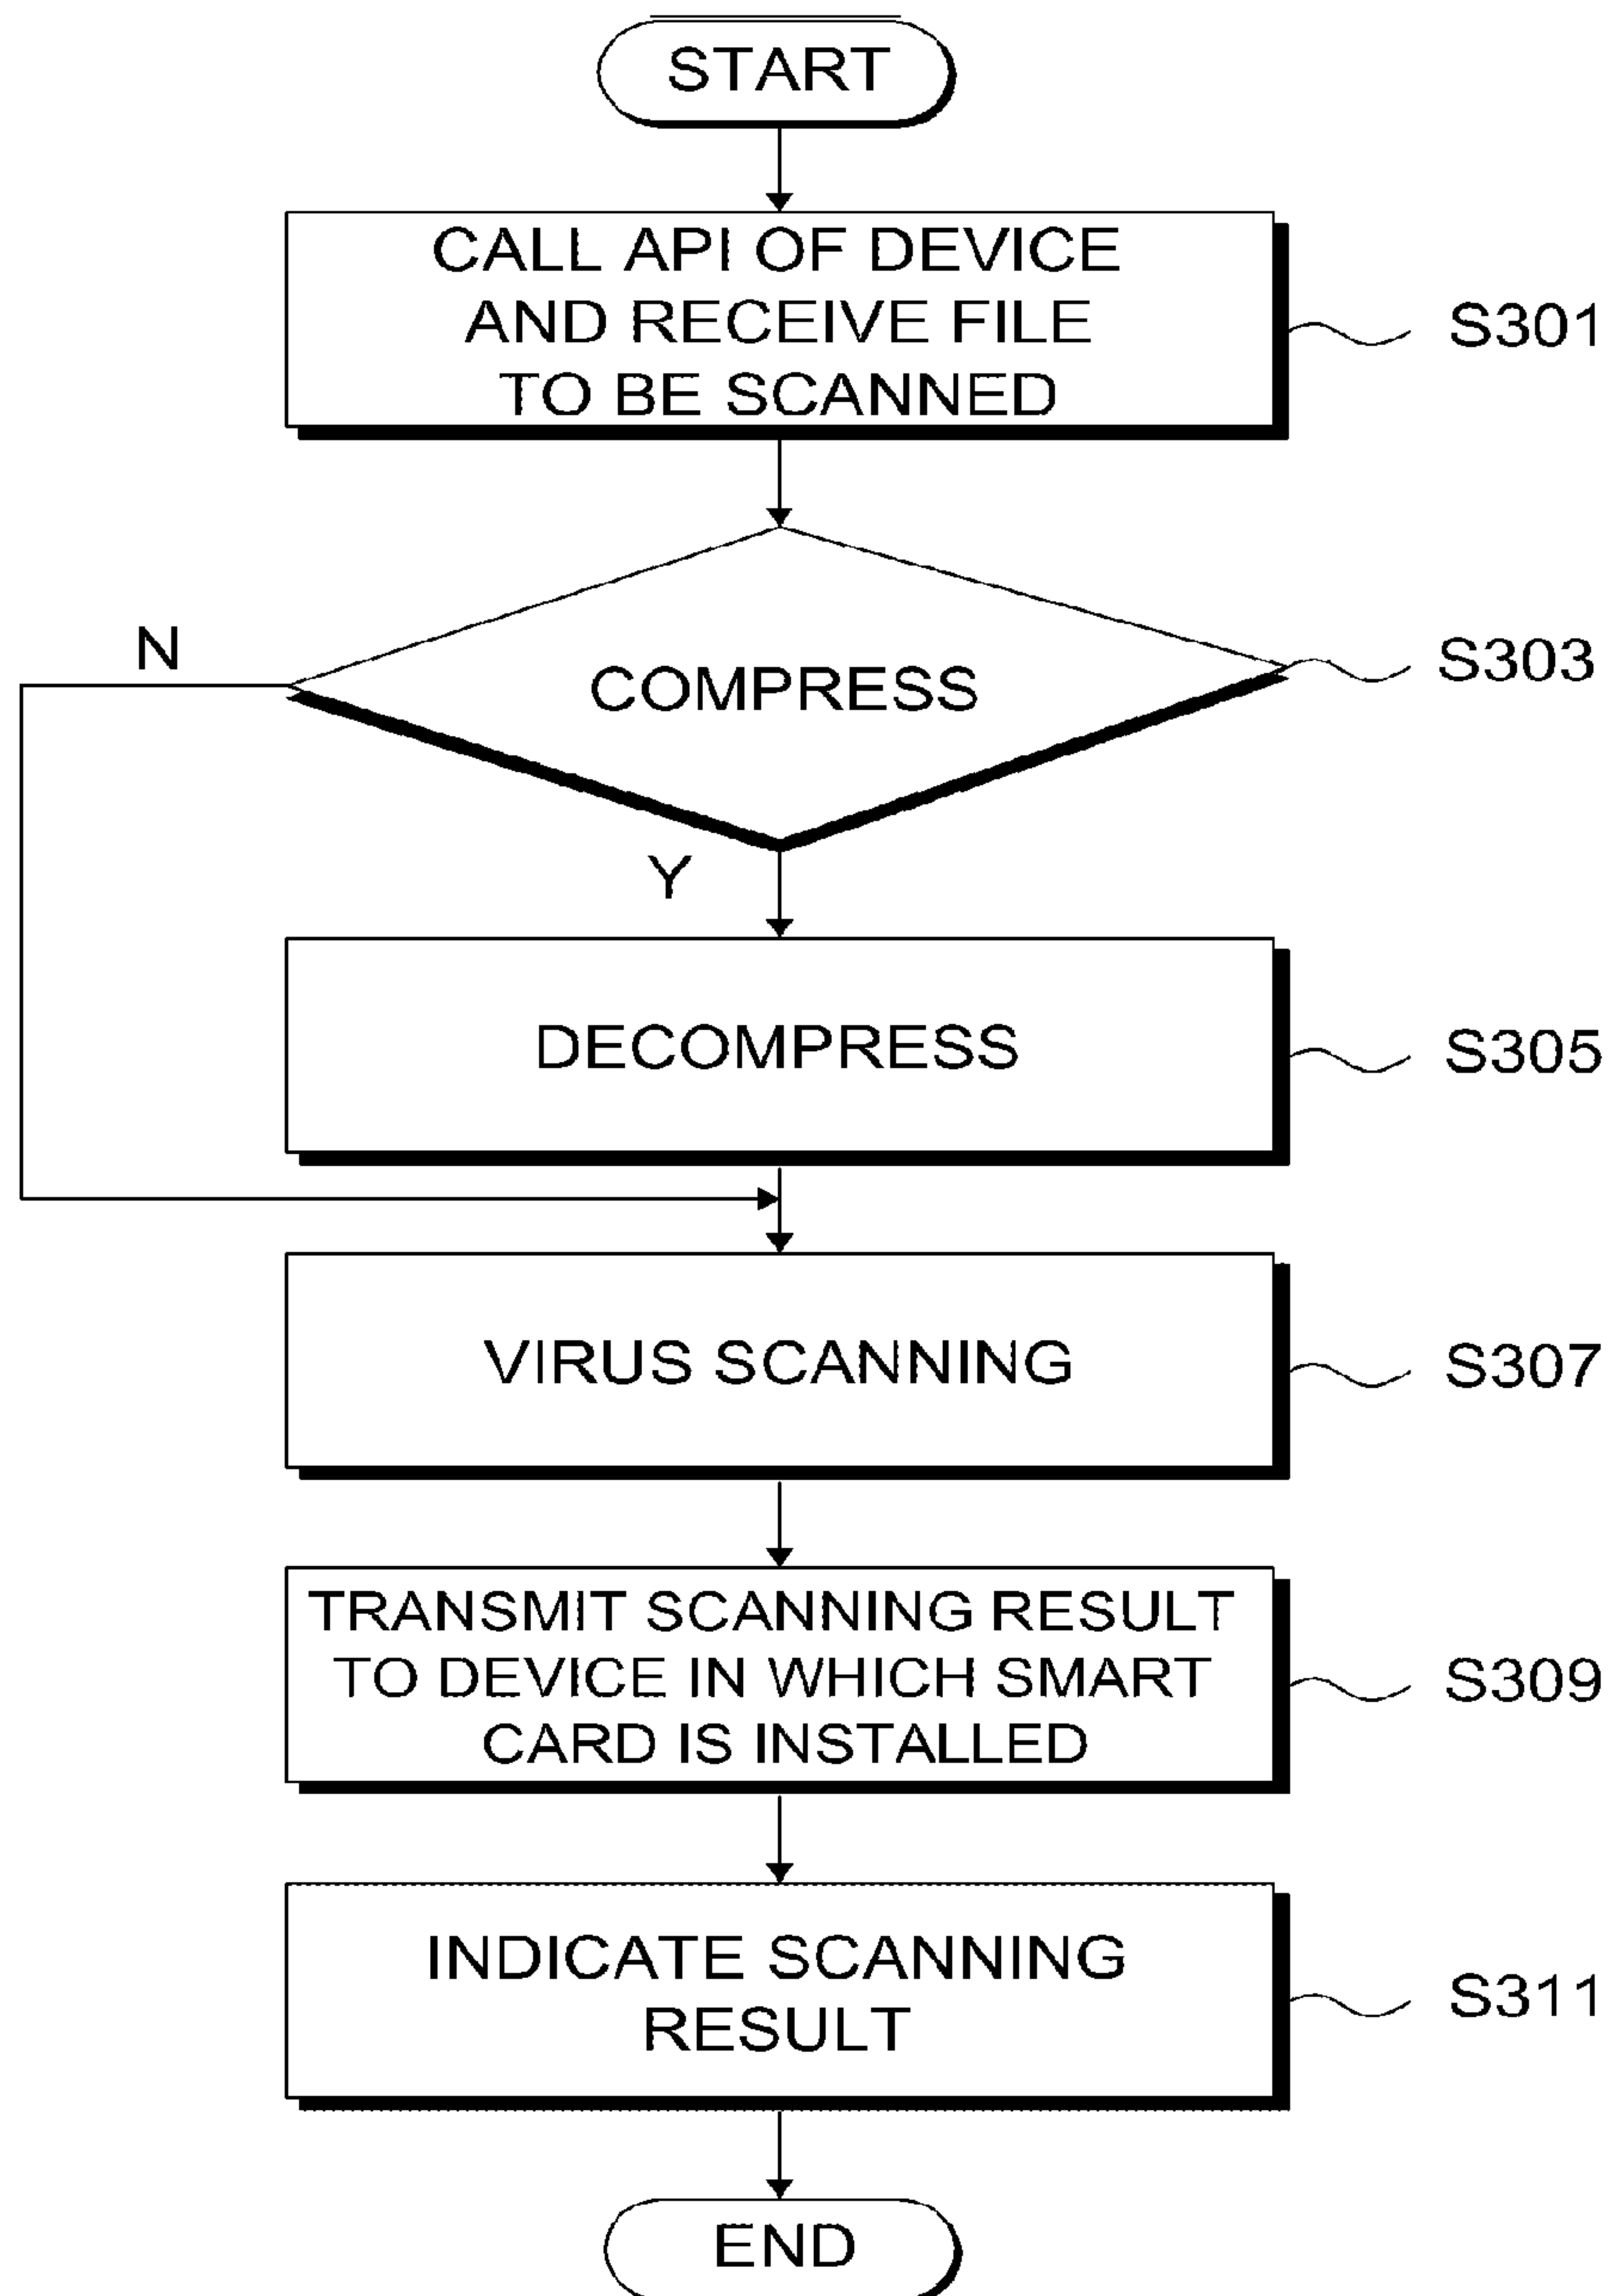 START
CALL API OF DEVICE
AND RECEIVE FILE
TO BE SCANNED
S301
N
COMPRESS
S303
Y
DECOMPRESS
S305
VIRUS SCANNING
S307
TRANSMIT SCANNING RESULT
TO DEVICE IN WHICH SMART
CARD IS INSTALLED
S309
INDICATE SCANNING
RESULT
S311
END